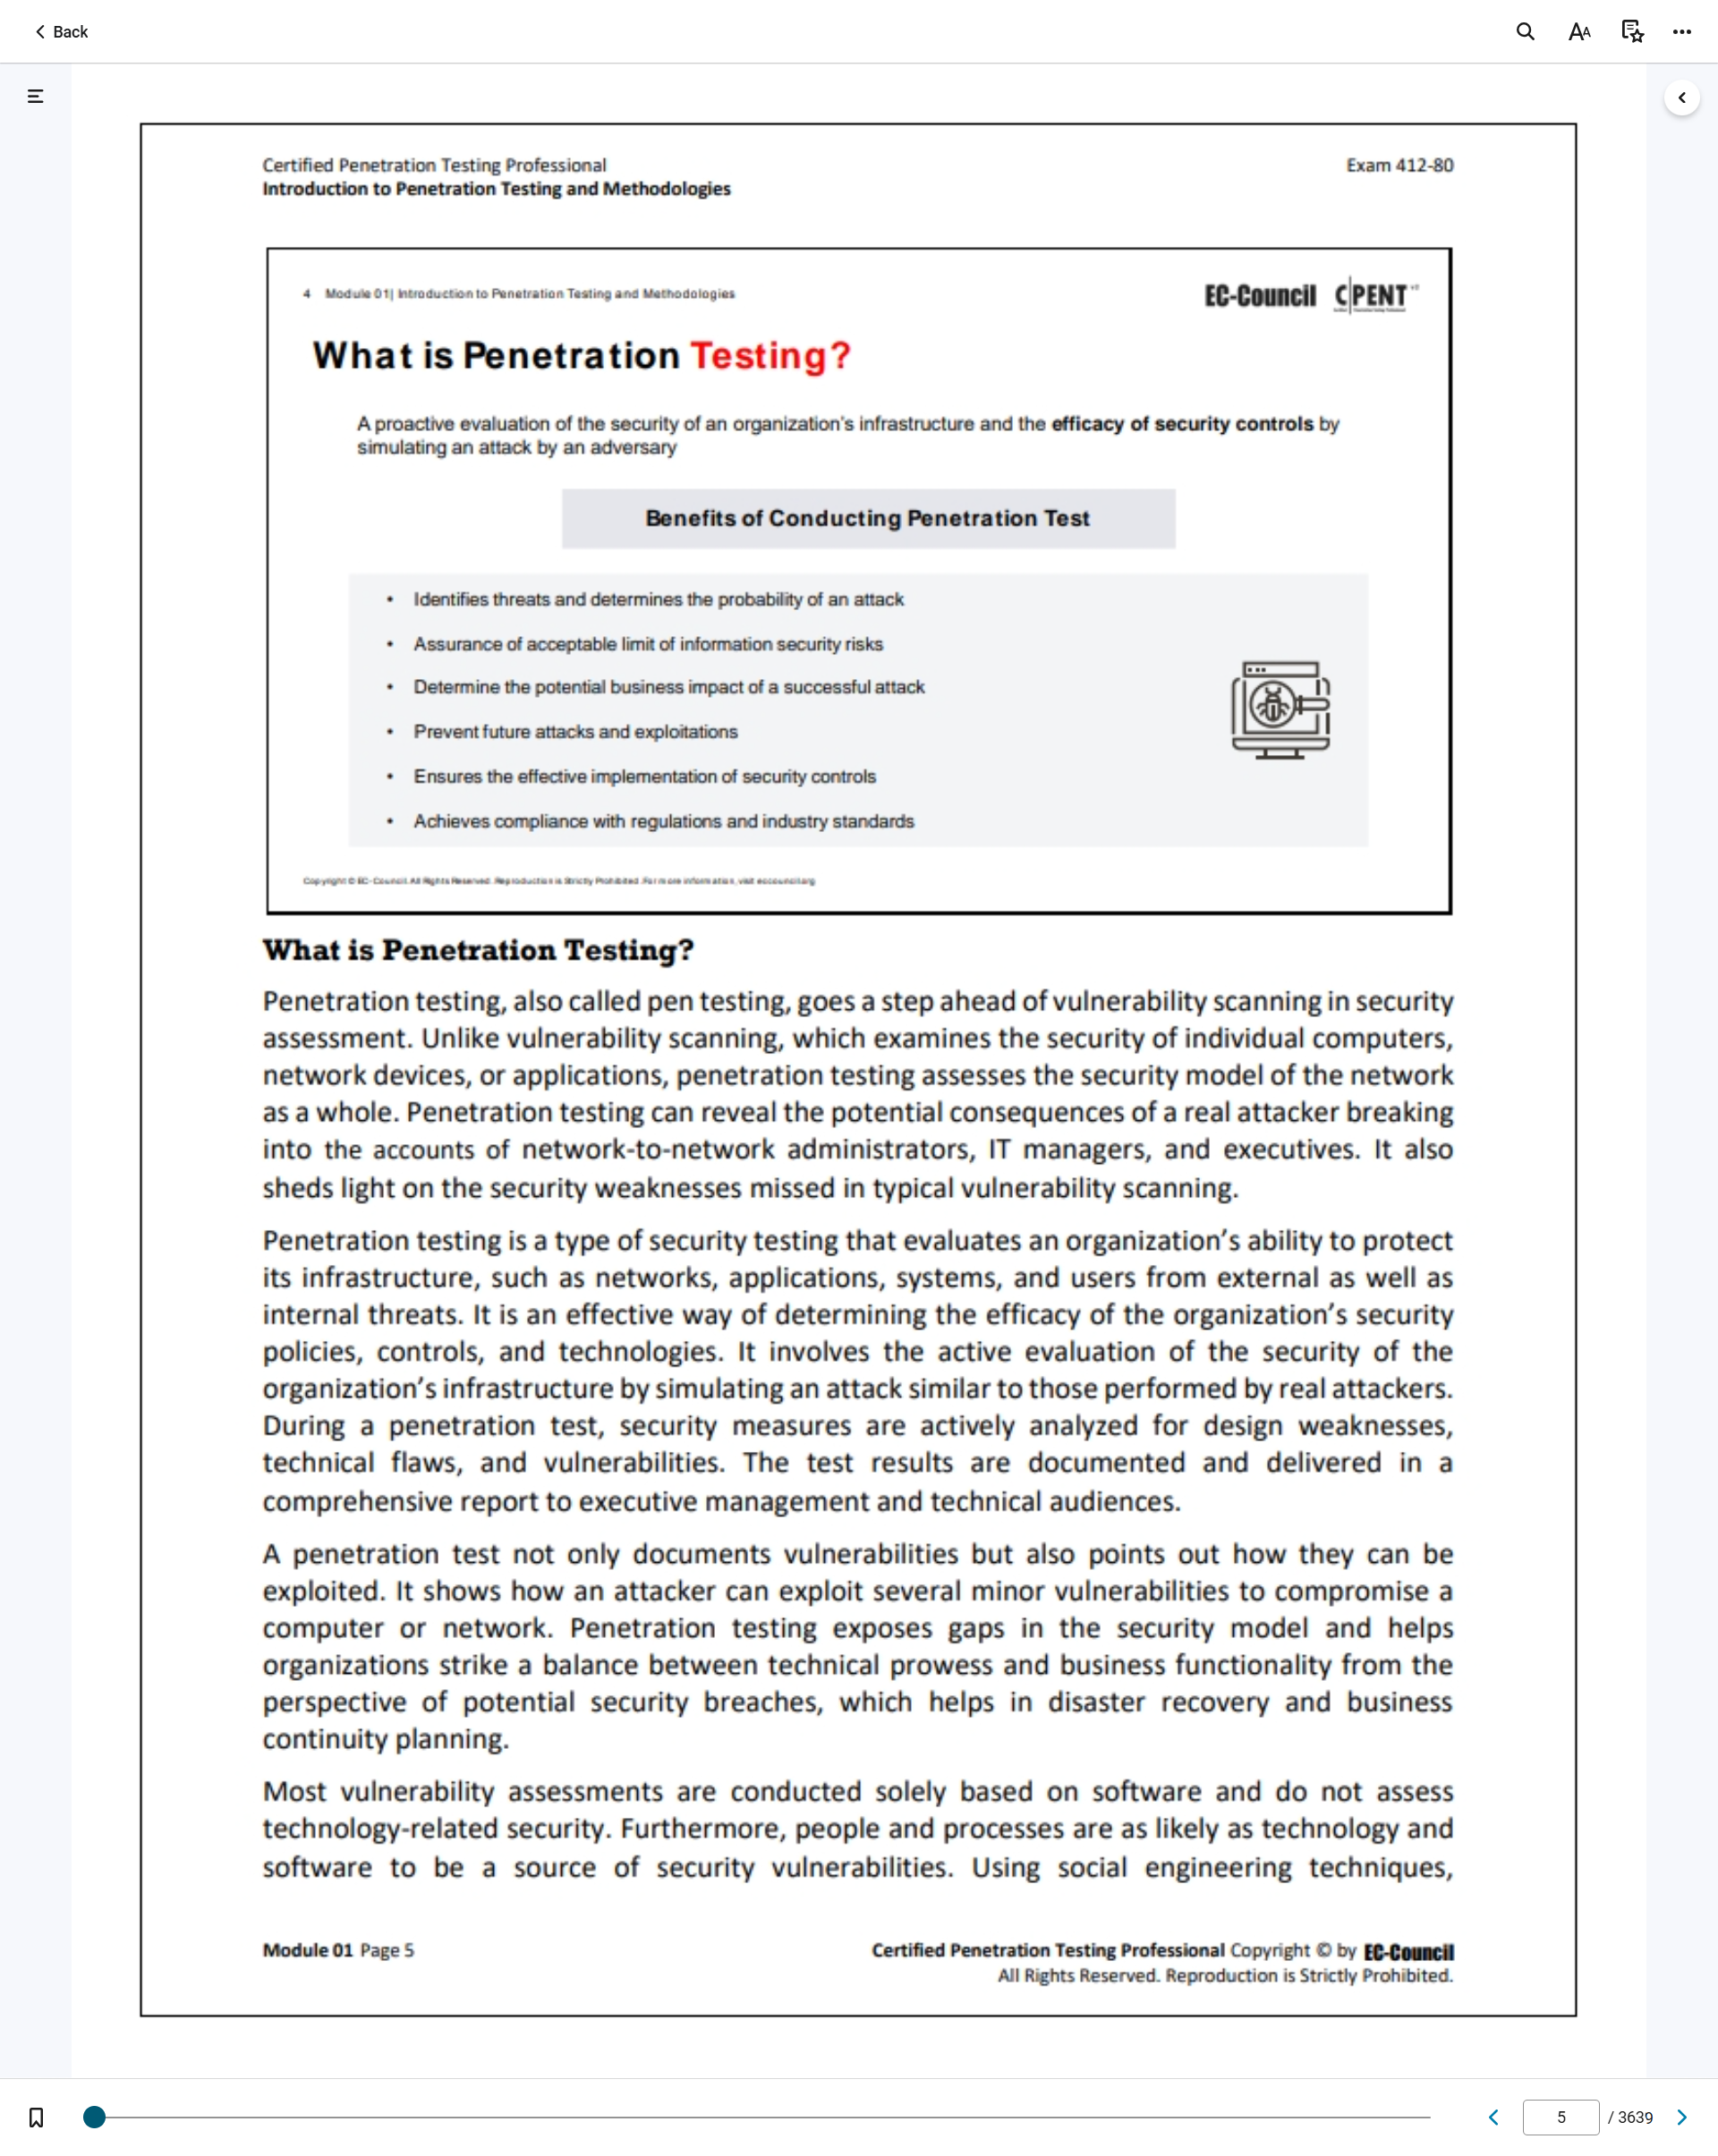 Back
AA
Certified Penetration Testing Professional
Exam 412-80
Introduction to Penetration Testing and Methodologies
4 Module 01| Introduction to Penetration Testing and Methodologies
EC-Council C|PENT
What is Penetration Testing?
A proactive evaluation of the security of an organization's infrastructure and the efficacy of security controls by
simulating an attack by an adversary
Benefits of Conducting Penetration Test
• Identifies threats and determines the probability of an attack
• Assurance of acceptable limit of information security risks
• Determine the potential business impact of a successful attack
• Prevent future attacks and exploitations
• Ensures the effective implementation of security controls
• Achieves compliance with regulations and industry standards
Copyright © EC-Council. All Rights Reserved. Reproduction is Strictly Prohibited. For more information, visit eccouncil.org
What is Penetration Testing?
Penetration testing, also called pen testing, goes a step ahead of vulnerability scanning in security
assessment. Unlike vulnerability scanning, which examines the security of individual computers,
network devices, or applications, penetration testing assesses the security model of the network
as a whole. Penetration testing can reveal the potential consequences of a real attacker breaking
into the accounts of network-to-network administrators, IT managers, and executives. It also
sheds light on the security weaknesses missed in typical vulnerability scanning.
Penetration testing is a type of security testing that evaluates an organization's ability to protect
its infrastructure, such as networks, applications, systems, and users from external as well as
internal threats. It is an effective way of determining the efficacy of the organization's security
policies, controls, and technologies. It involves the active evaluation of the security of the
organization's infrastructure by simulating an attack similar to those performed by real attackers.
During a penetration test, security measures are actively analyzed for design weaknesses,
technical flaws, and vulnerabilities. The test results are documented and delivered in a
comprehensive report to executive management and technical audiences.
A penetration test not only documents vulnerabilities but also points out how they can be
exploited. It shows how an attacker can exploit several minor vulnerabilities to compromise a
computer or network. Penetration testing exposes gaps in the security model and helps
organizations strike a balance between technical prowess and business functionality from the
perspective of potential security breaches, which helps in disaster recovery and business
continuity planning.
Most vulnerability assessments are conducted solely based on software and do not assess
technology-related security. Furthermore, people and processes are as likely as technology and
software to be a source of security vulnerabilities. Using social engineering techniques,
Module 01 Page 5
Certified Penetration Testing Professional Copyright © by EC-Council
All Rights Reserved. Reproduction is Strictly Prohibited.
5 / 3639